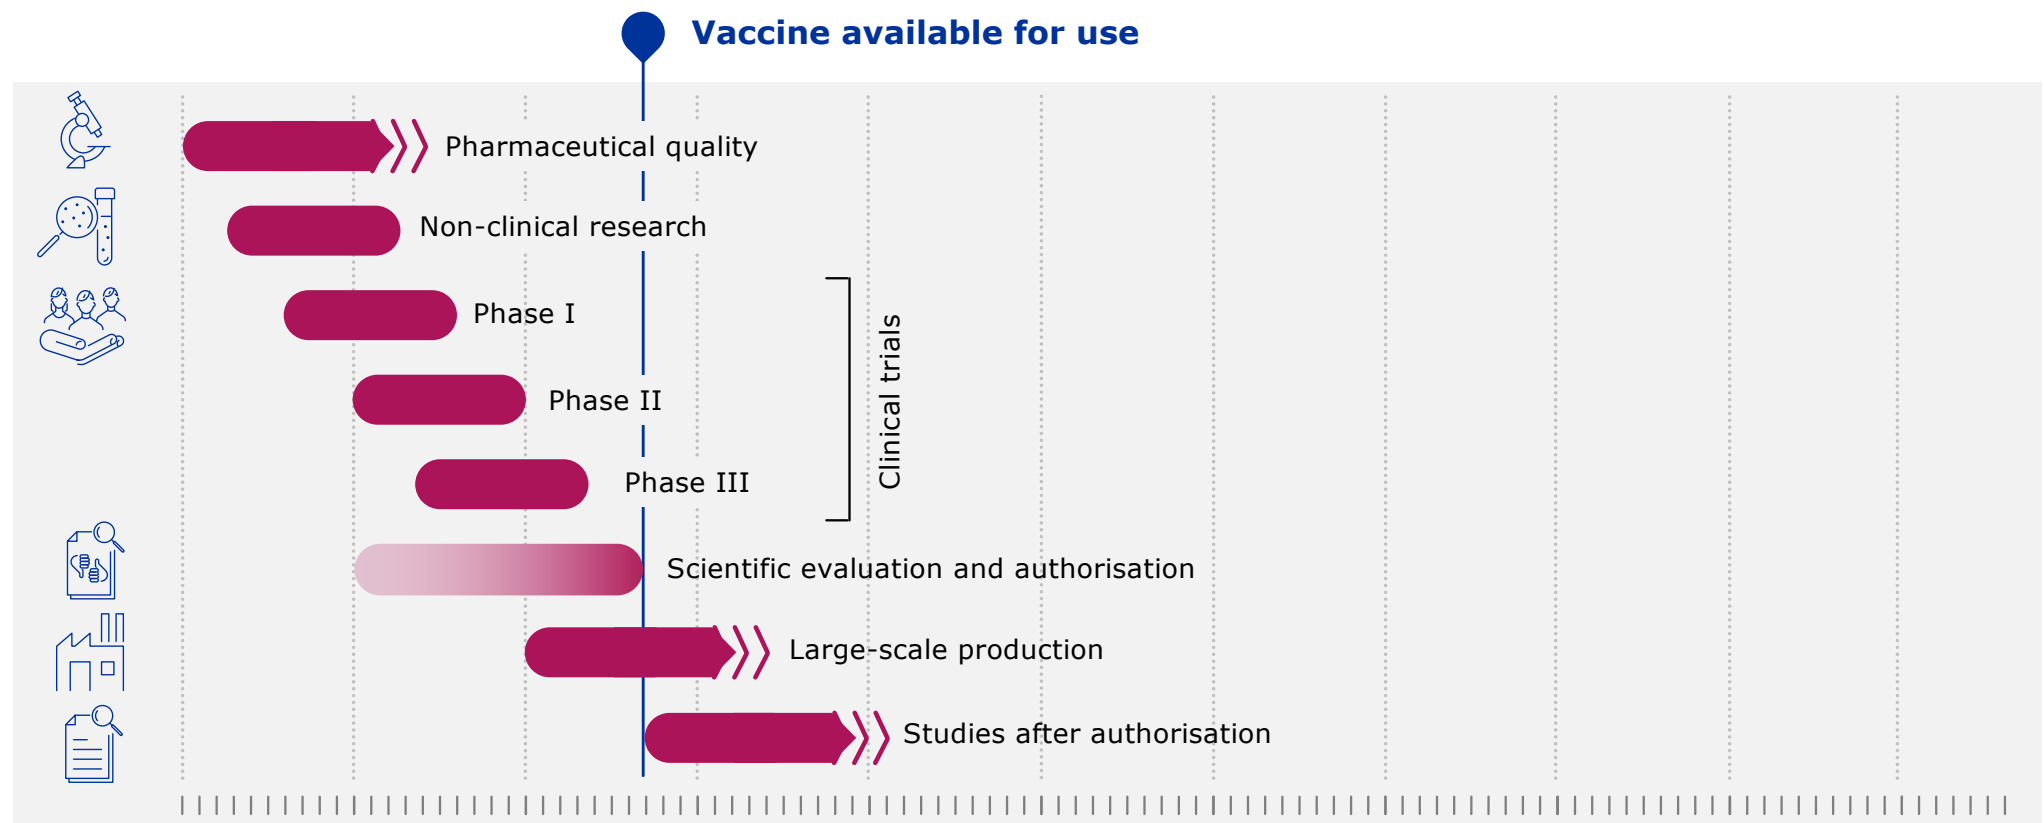 Vaccine available for use
Pharmaceutical quality
Non-clinical research
Phase I
Phase II
Phase III
Clinical trials
Scientific evaluation and authorisation
Large-scale production
Studies after authorisation